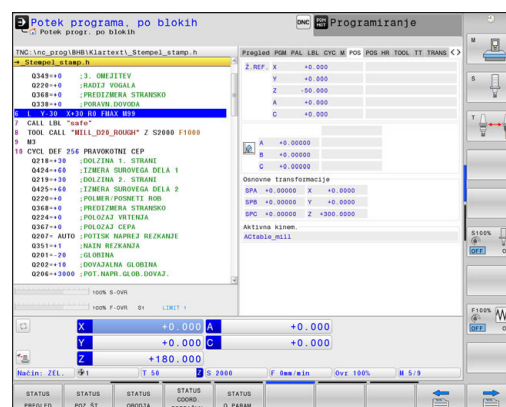 Potek programa, po blokih
Potek progr. po blokih
DNC
Programiranje
TNC:\nc_prog\BHB\Klartext\_Stempel_stamp.h
→_Stempel_stamp.h
Q349=+0 ;3. OMEJITEV
Q220=+0 ;RADIJ VOGALA
Q368=+0 ;PREDIZMERA STRANSKO
Q338=+0 ;PORAVN.DOVODA
6 L Y-30 X+30 R0 FMAX M99
7 CALL LBL "safe"
8 TOOL CALL "MILL_D20_ROUGH" Z S2000 F1000
9 M3
10 CYCL DEF 256 PRAVOKOTNI CEP
Q218=+30 ;DOLZINA 1. STRANI
Q424=+60 ;IZMERA SUROVEGA DELA 1
Q219=+30 ;DOLZINA 2. STRANI
Q425=+60 ;IZMERA SUROVEGA DELA 2
Q220=+0 ;POLMER/POSNETI ROB
Q368=+0 ;PREDIZMERA STRANSKO
Q224=+0 ;POLOZAJ VRTENJA
Q367=+0 ;POLOZAJ CEPA
Q207= AUTO ;POTISK NAPREJ REZKANJE
Q351=+1 ;NAIN REZKANJA
Q201=-20 ;GLOBINA
Q202=+10 ;DOVAJALNA GLOBINA
Q206=+3000 ;POT.NAPR.GLOB.DOVAJ.
100% S-OVR
100% F-OVR S1 LIMIT 1
Pregled PGM PAL LBL CYC M POS POS HR TOOL TT TRANS
Ž.REF. X +0.000
Y +0.000
Z -50.000
A +0.000
C +0.000
A +0.00000
B +0.00000
C +0.00000
Osnovne transformacije
SPA +0.00000 X +0.0000
SPB +0.00000 Y +0.0000
SPC +0.00000 Z +300.0000
Aktivna kinem.
ACtable_mill
X +0.000 A +0.000
Y +0.000 C +0.000
Z +180.000
Način: ŽEL. 1 T 50 Z S 2000 F 0mm/min Ovr 100% M 5/9
STATUS PREGLED
STATUS POZ ŠT.
STATUS ORODJA
STATUS COORD.
STATUS Q PARAM.
M
S
T
S100%
OFF
F100%
OFF